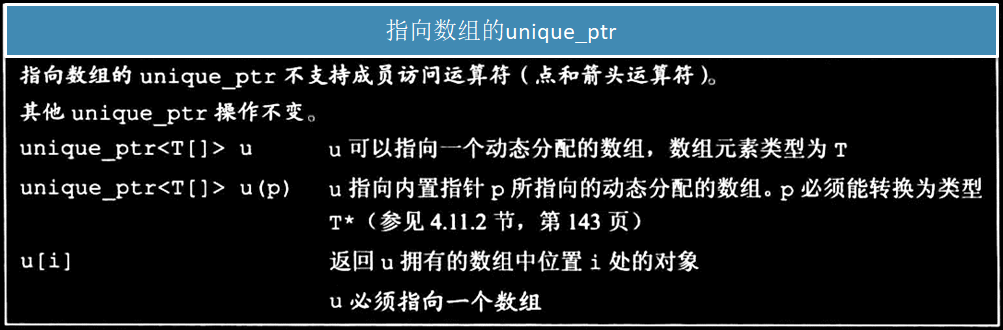 指向数组的unique_ptr
指向数组的 unique_ptr 不支持成员访问运算符（点和箭头运算符）。
其他 unique_ptr 操作不变。
unique_ptr<T[]> u u 可以指向一个动态分配的数组，数组元素类型为 T
unique_ptr<T[]> u(p) u 指向内置指针 p 所指向的动态分配的数组。p 必须能转换为类型
T*（参见 4.11.2 节，第 143 页）
u[i] 返回 u 拥有的数组中位置 i 处的对象
u 必须指向一个数组